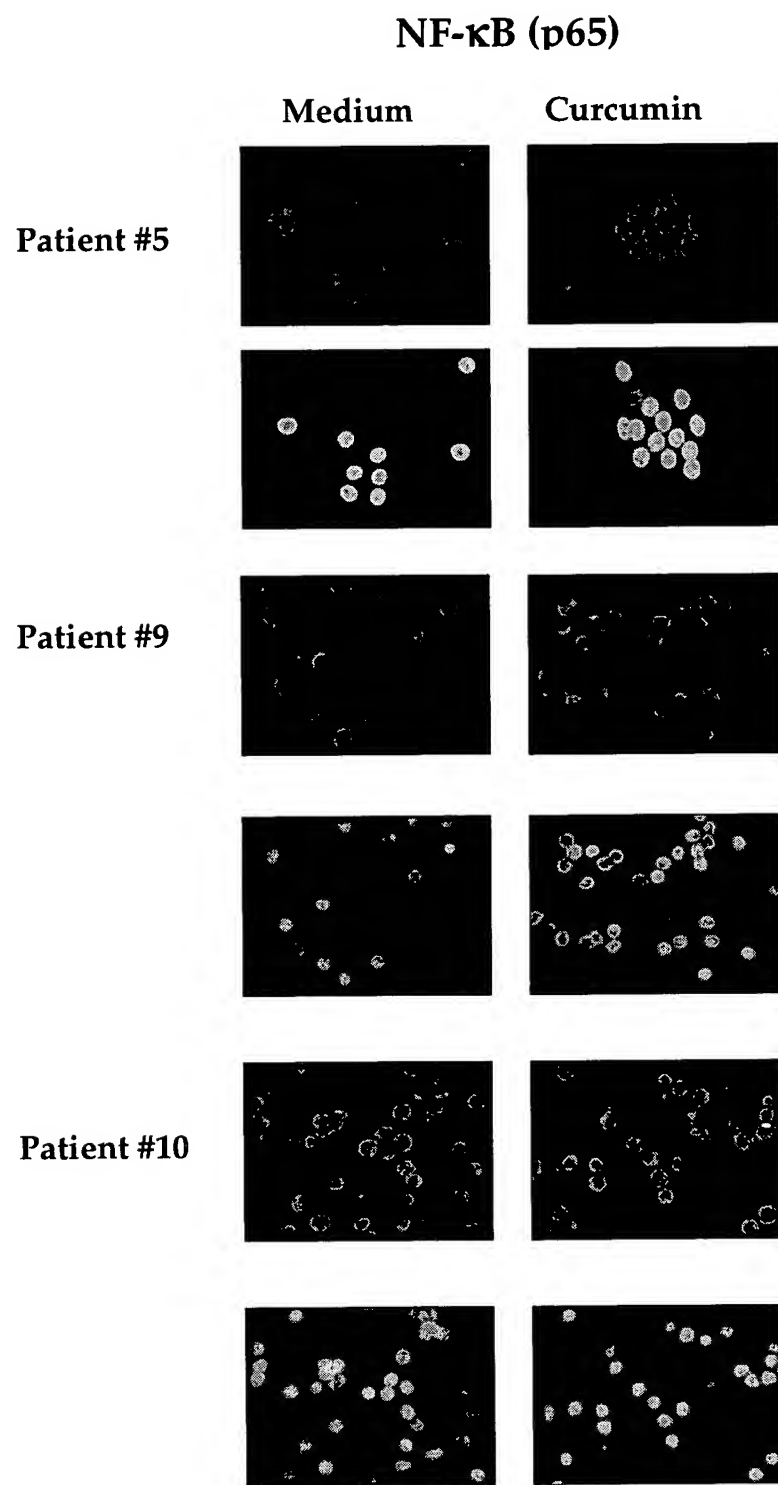 NF-κB (p65)
Medium Curcumin
Patient #5
Patient #9
Patient #10